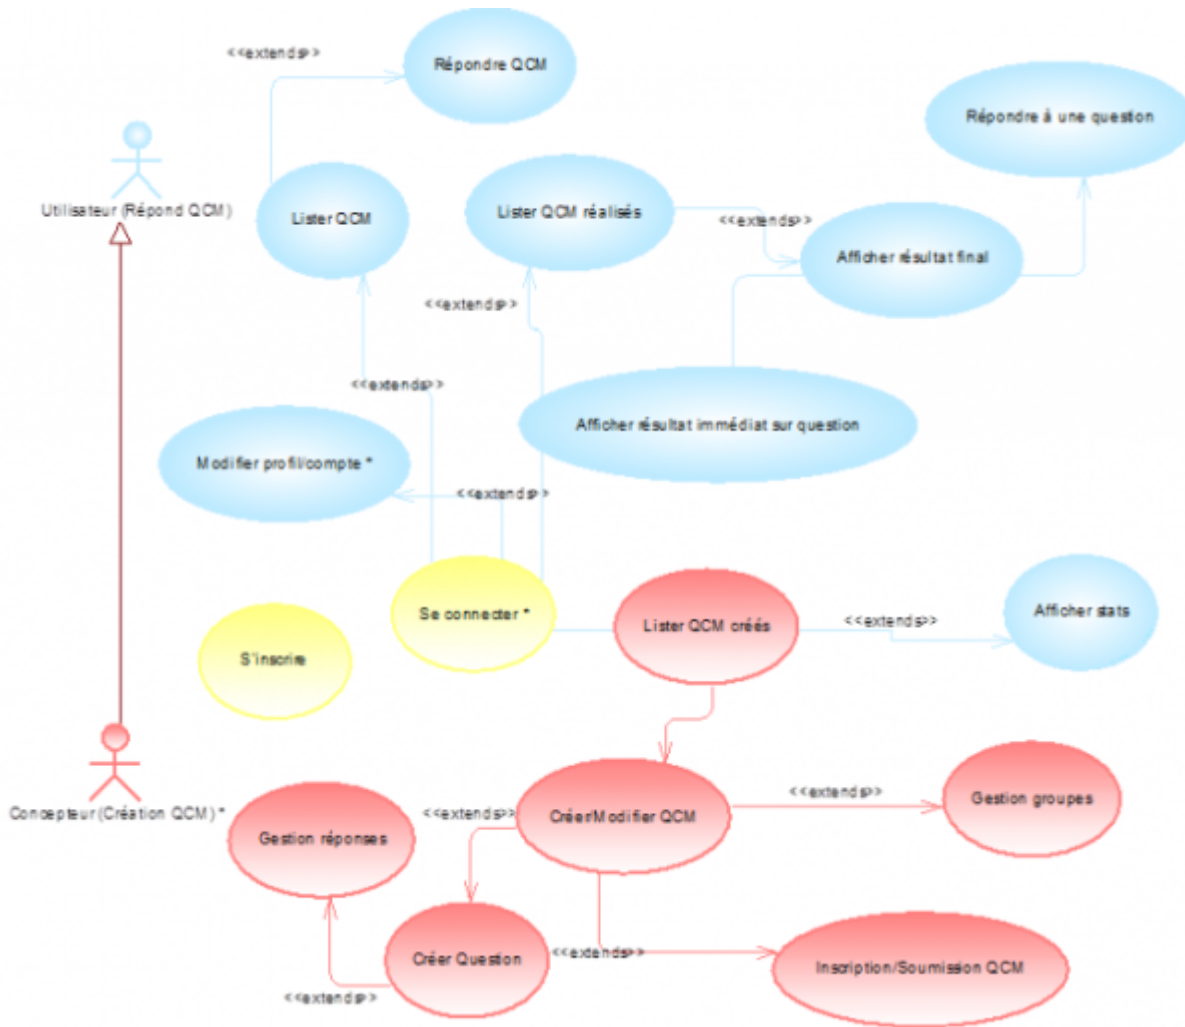 <<extends>>
Répondre QCM
Répondre à une question
Utilisateur (Répond QCM)
Lister QCM
Lister QCM réalisés
<<extends>>
Afficher résultat final
<<extends>>
<<extends>>
Afficher résultat immédiat sur question
Modifier profil/compte *
<<extends>>
Se connecter *
Lister QCM créés
<<extends>>
Afficher stats
S'inscrire
Concepteur (Création QCM) *
Gestion réponses
<<extends>>
Créer/Modifier QCM
<<extends>>
Gestion groupes
Créer Question
<<extends>>
Inscription/Soumission QCM
<<extends>>